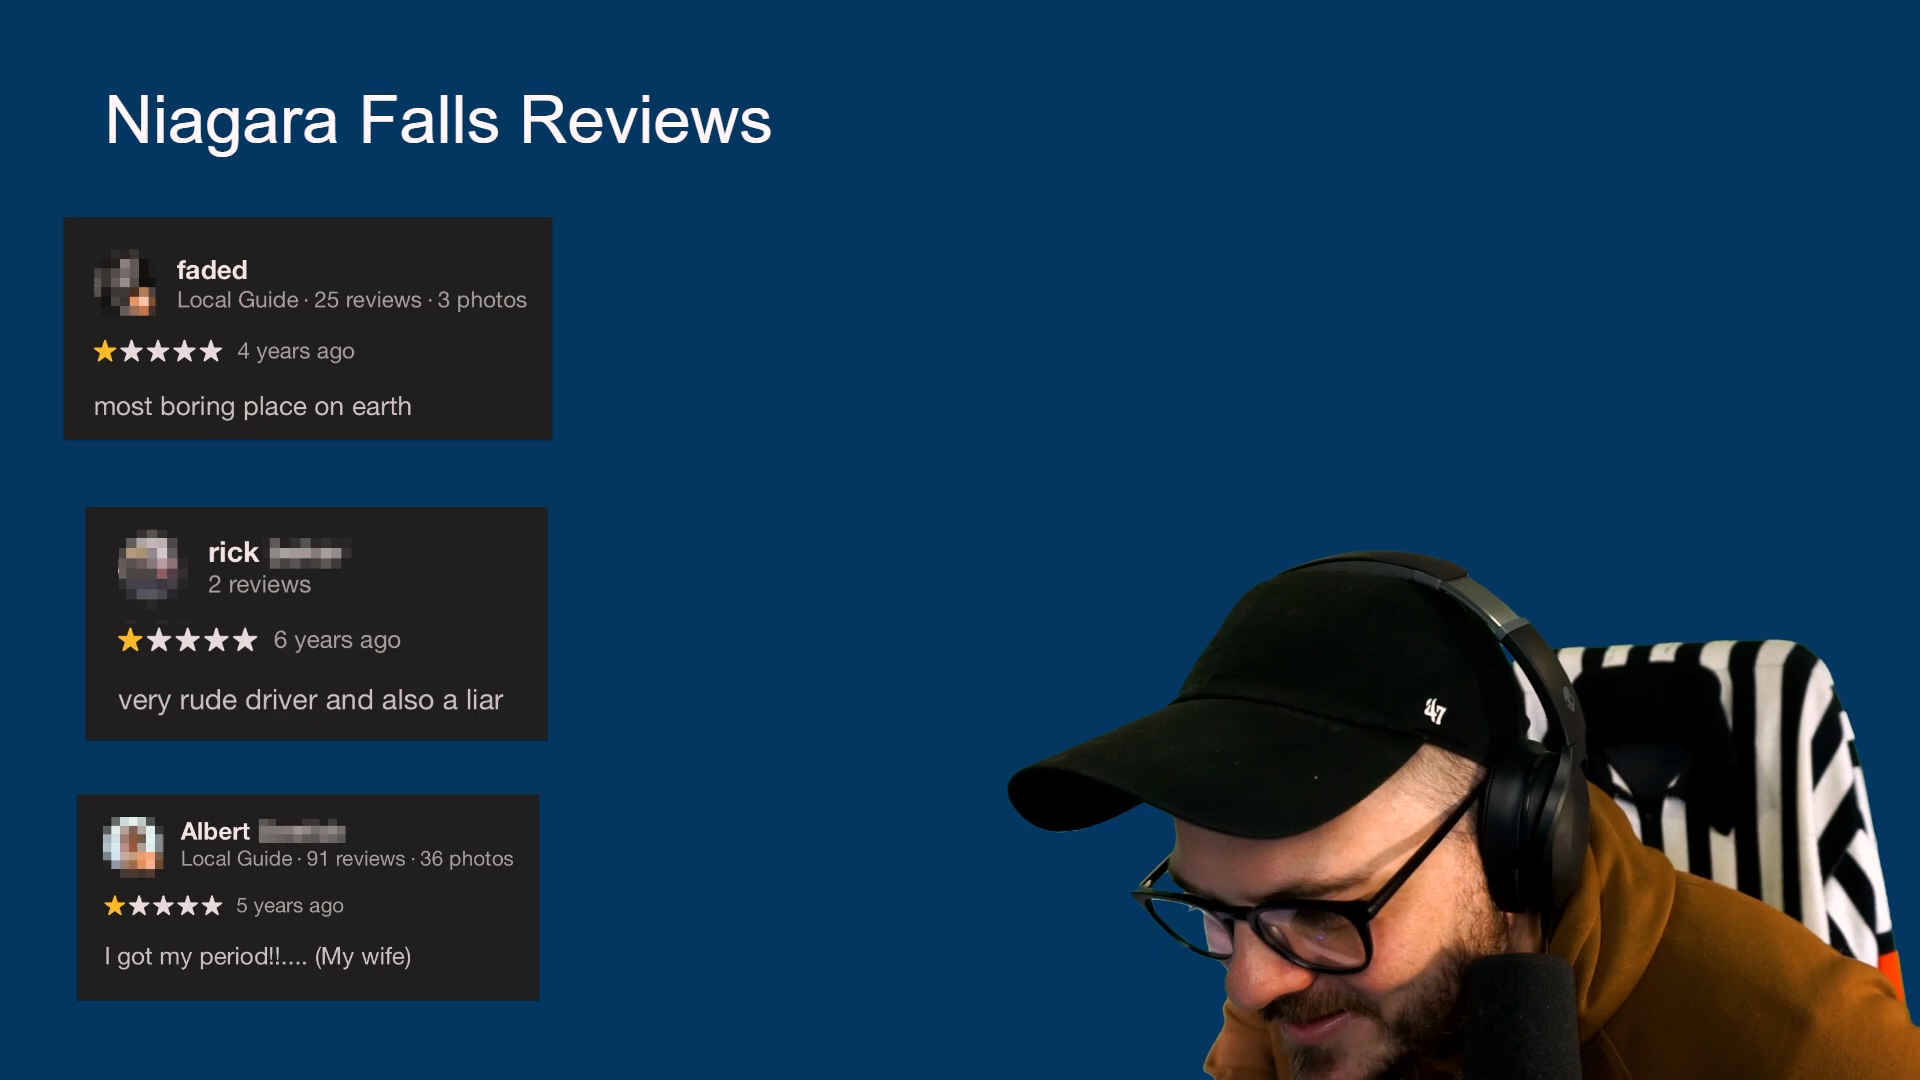 Niagara Falls Reviews
faded
Local Guide · 25 reviews · 3 photos
4 years ago
most boring place on earth
rick
2 reviews
6 years ago
very rude driver and also a liar
Albert
Local Guide · 91 reviews · 36 photos
5 years ago
I got my period!!.... (My wife)
47